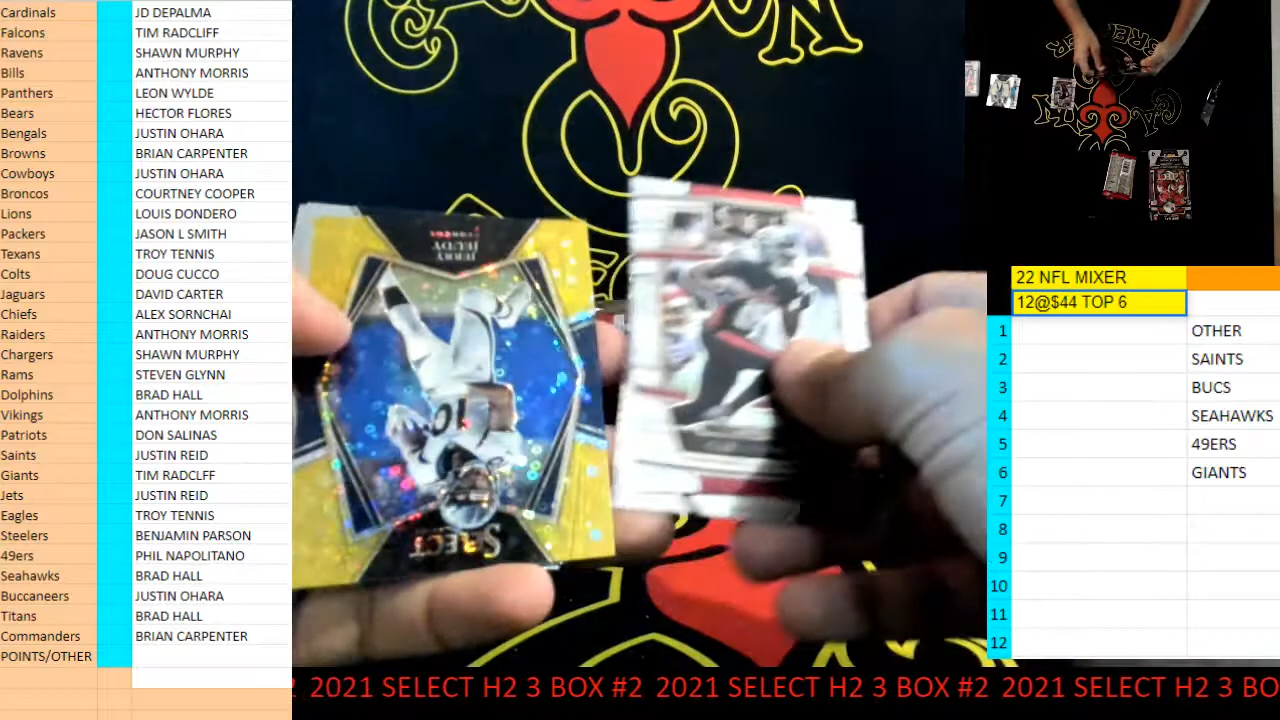 Cardinals JD DEPALMA
Falcons TIM RADCLIFF
Ravens SHAWN MURPHY
Bills ANTHONY MORRIS
Panthers LEON WYLDE
Bears HECTOR FLORES
Bengals JUSTIN OHARA
Browns BRIAN CARPENTER
Cowboys JUSTIN OHARA
Broncos COURTNEY COOPER
Lions LOUIS DONDERO
Packers JASON L SMITH
Texans TROY TENNIS
Colts DOUG CUCCO
Jaguars DAVID CARTER
Chiefs ALEX SORNCHAI
Raiders ANTHONY MORRIS
Chargers SHAWN MURPHY
Rams STEVEN GLYNN
Dolphins BRAD HALL
Vikings ANTHONY MORRIS
Patriots DON SALINAS
Saints JUSTIN REID
Giants TIM RADCLFF
Jets JUSTIN REID
Eagles TROY TENNIS
Steelers BENJAMIN PARSON
49ers PHIL NAPOLITANO
Seahawks BRAD HALL
Buccaneers JUSTIN OHARA
Titans BRAD HALL
Commanders BRIAN CARPENTER
POINTS/OTHER
JERRY
JEUDY
SELECT
22 NFL MIXER
12@$44 TOP 6
1 OTHER
2 SAINTS
3 BUCS
4 SEAHAWKS
5 49ERS
6 GIANTS
7
8
9
10
11
12
2 2021 SELECT H2 3 BOX #2 2021 SELECT H2 3 BOX #2 2021 SELECT H2 3 BO